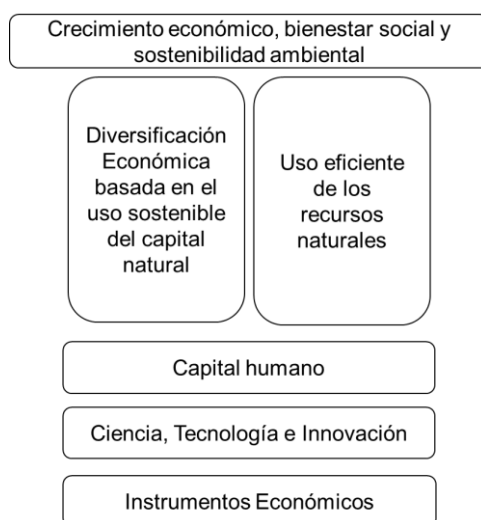 Crecimiento económico, bienestar social y
sostenibilidad ambiental
Diversificación
Económica
basada en el
uso sostenible
del capital
natural
Uso eficiente
de los
recursos
naturales
Capital humano
Ciencia, Tecnología e Innovación
Instrumentos Económicos